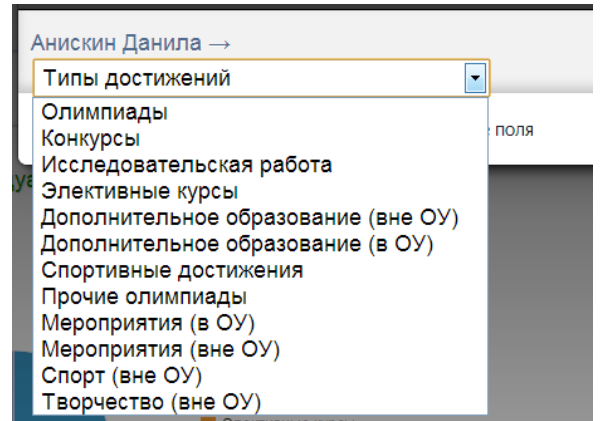 Анискин Данила →
Типы достижений
Олимпиады
Конкурсы
Исследовательская работа
Элективные курсы
Дополнительное образование (вне ОУ)
Дополнительное образование (в ОУ)
Спортивные достижения
Прочие олимпиады
Мероприятия (в ОУ)
Мероприятия (вне ОУ)
Спорт (вне ОУ)
Творчество (вне ОУ)
поля